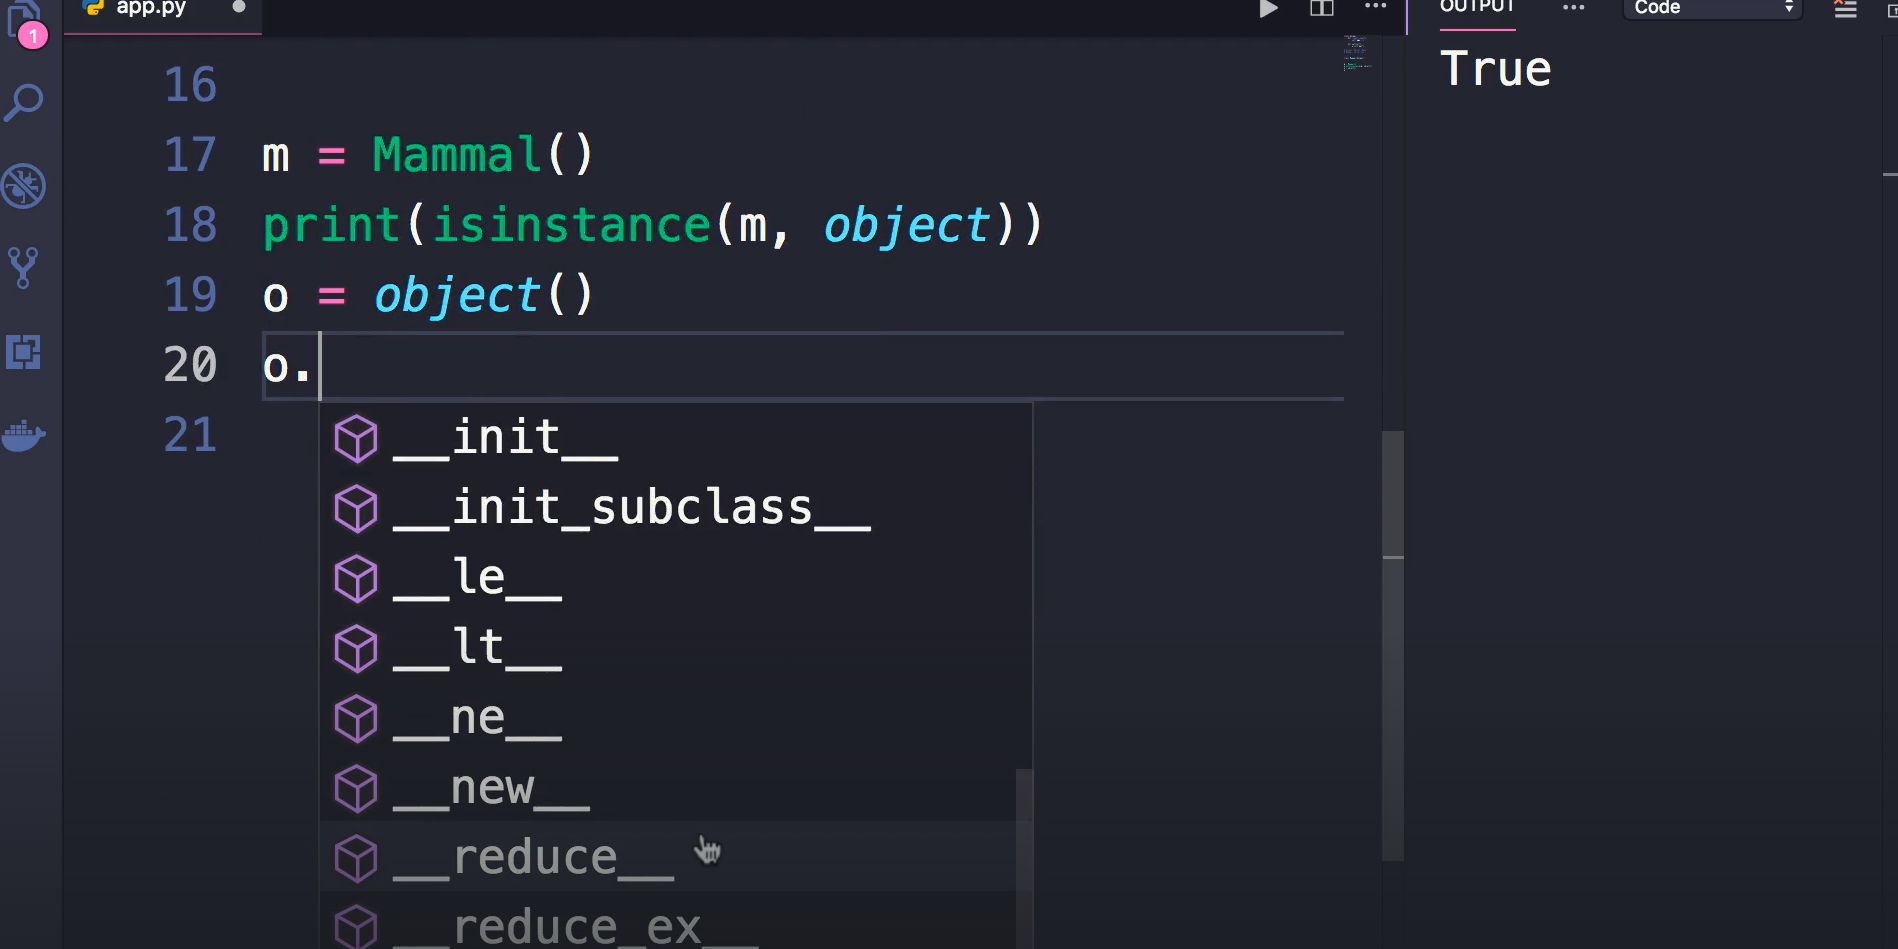 1
app.py
OUTPUT
Code
True
16
17 m = Mammal()
18 print(isinstance(m, object))
19 o = object()
20 o.
21
__init__
__init_subclass__
__le__
__lt__
__ne__
__new__
__reduce__
__reduce_ex__